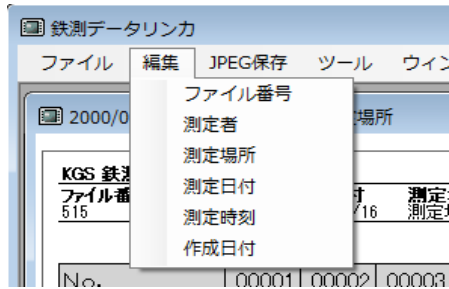 鉄測データリンカ
ファイル 編集 JPEG保存 ツール ウィン
ファイル番号
測定者
測定場所
測定日付
測定時刻
作成日付
2000/0 場所
KGS 鉄
ファイル番 付 測定
515 /16 測定
No. 00001 00002 00003